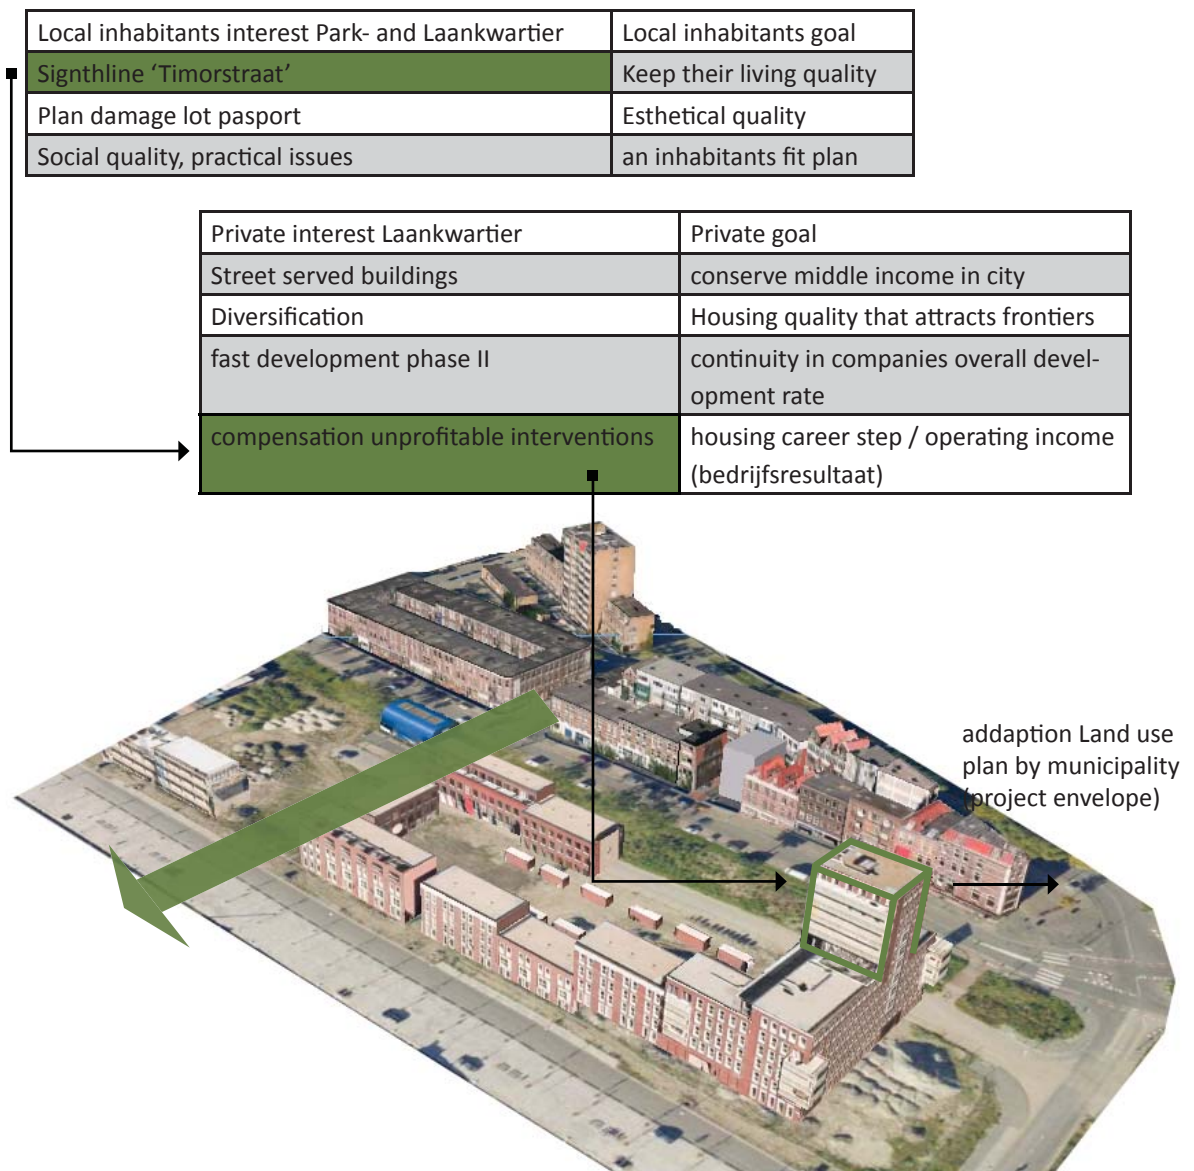 Local inhabitants interest Park- and Laankwartier Local inhabitants goal
Signthline ‘Timorstraat’ Keep their living quality
Plan damage lot pasport Esthetical quality
Social quality, practical issues an inhabitants fit plan
Private interest Laankwartier Private goal
Street served buildings conserve middle income in city
Diversification Housing quality that attracts frontiers
fast development phase II continuity in companies overall devel-
opment rate
compensation unprofitable interventions housing career step / operating income
(bedrijfsresultaat)
addaption Land use
plan by municipality
(project envelope)